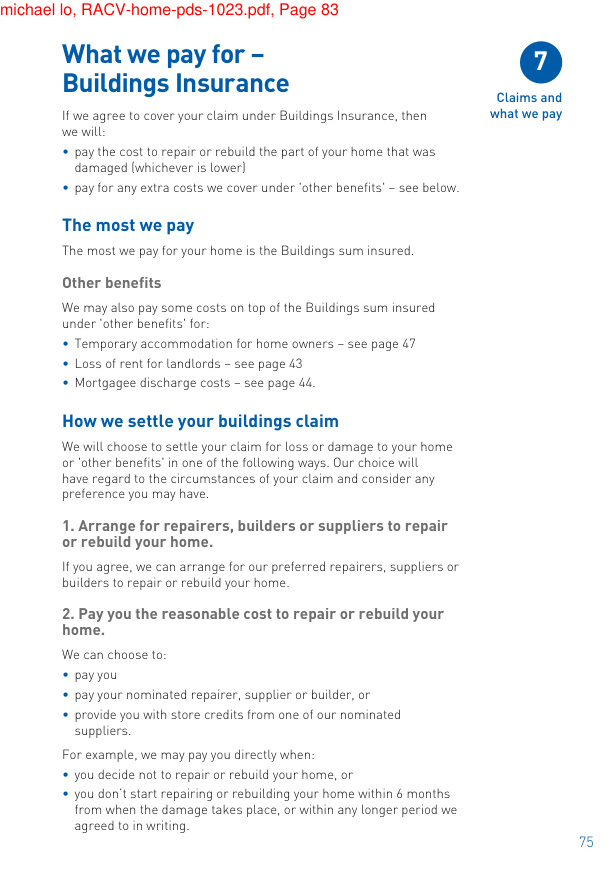 michael lo, RACV-home-pds-1023.pdf, Page 83
What we pay for –
Buildings Insurance
7
Claims and
what we pay
If we agree to cover your claim under Buildings Insurance, then
we will:
• pay the cost to repair or rebuild the part of your home that was
damaged (whichever is lower)
• pay for any extra costs we cover under 'other benefits' – see below.
The most we pay
The most we pay for your home is the Buildings sum insured.
Other benefits
We may also pay some costs on top of the Buildings sum insured
under 'other benefits' for:
• Temporary accommodation for home owners – see page 47
• Loss of rent for landlords – see page 43
• Mortgagee discharge costs – see page 44.
How we settle your buildings claim
We will choose to settle your claim for loss or damage to your home
or 'other benefits' in one of the following ways. Our choice will
have regard to the circumstances of your claim and consider any
preference you may have.
1. Arrange for repairers, builders or suppliers to repair
or rebuild your home.
If you agree, we can arrange for our preferred repairers, suppliers or
builders to repair or rebuild your home.
2. Pay you the reasonable cost to repair or rebuild your
home.
We can choose to:
• pay you
• pay your nominated repairer, supplier or builder, or
• provide you with store credits from one of our nominated
suppliers.
For example, we may pay you directly when:
• you decide not to repair or rebuild your home, or
• you don't start repairing or rebuilding your home within 6 months
from when the damage takes place, or within any longer period we
agreed to in writing.
75